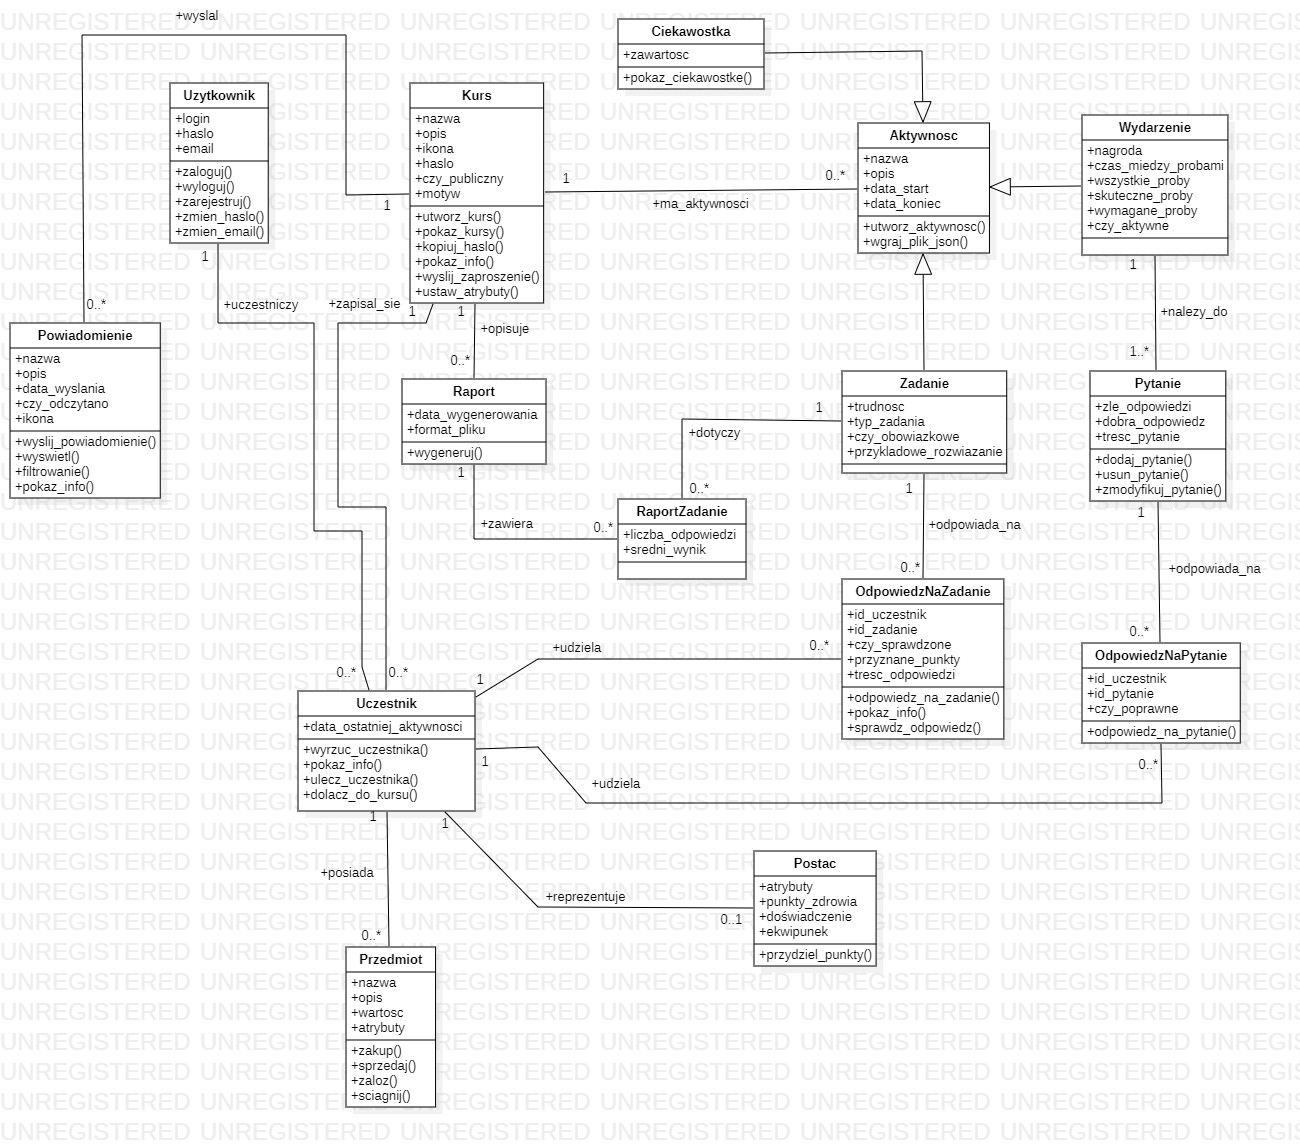 +wyslal
Ciekawostka
+zawartosc
+pokaz_ciekawostke()
Uzytkownik
+login
+haslo
+email
+zaloguj()
+wyloguj()
+zarejestruj()
+zmien_haslo()
+zmien_email()
1
Kurs
+nazwa
+opis
+ikona
+haslo
+czy_publiczny
+motyw
+utworz_kurs()
+pokaz_kursy()
+kopiuj_haslo()
+pokaz_info()
+wyslij_zaproszenie()
+ustaw_atrybuty()
1
1
0..*
+ma_aktywnosci
Aktywnosc
+nazwa
+opis
+data_start
+data_koniec
+utworz_aktywnosc()
+wgraj_plik_json()
Wydarzenie
+nagroda
+czas_miedzy_probami
+wszystkie_proby
+skuteczne_proby
+wymagane_proby
+czy_aktywne
1
+nalezy_do
1..*
0..*
+uczestniczy
+zapisal_sie
1
1
+opisuje
0..*
Powiadomienie
+nazwa
+opis
+data_wyslania
+czy_odczytano
+ikona
+wyslij_powiadomienie()
+wyswietl()
+filtrowanie()
+pokaz_info()
Raport
+data_wygenerowania
+format_pliku
+wygeneruj()
1
+zawiera
0..*
1
+dotyczy
0..*
Zadanie
+trudnosc
+typ_zadania
+czy_obowiazkowe
+przykladowe_rozwiazanie
1
+odpowiada_na
0..*
Pytanie
+zle_odpowiedzi
+dobra_odpowiedz
+tresc_pytanie
+dodaj_pytanie()
+usun_pytanie()
+zmodyfikuj_pytanie()
1
+odpowiada_na
0..*
RaportZadanie
+liczba_odpowiedzi
+sredni_wynik
OdpowiedzNaZadanie
+id_uczestnik
+id_zadanie
+czy_sprawdzone
+przyznane_punkty
+tresc_odpowiedzi
+odpowiedz_na_zadanie()
+pokaz_info()
+sprawdz_odpowiedz()
OdpowiedzNaPytanie
+id_uczestnik
+id_pytanie
+czy_poprawne
+odpowiedz_na_pytanie()
0..*
+udziela
0..*
0..*
0..*
1
Uczestnik
+data_ostatniej_aktywnosci
+wyrzuc_uczestnika()
+pokaz_info()
+ulecz_uczestnika()
+dolacz_do_kursu()
1
+udziela
1
1
+posiada
0..*
+reprezentuje
0..1
Postac
+atrybuty
+punkty_zdrowia
+doświadczenie
+ekwipunek
+przydziel_punkty()
Przedmiot
+nazwa
+opis
+wartosc
+atrybuty
+zakup()
+sprzedaj()
+zaloz()
+sciagnij()